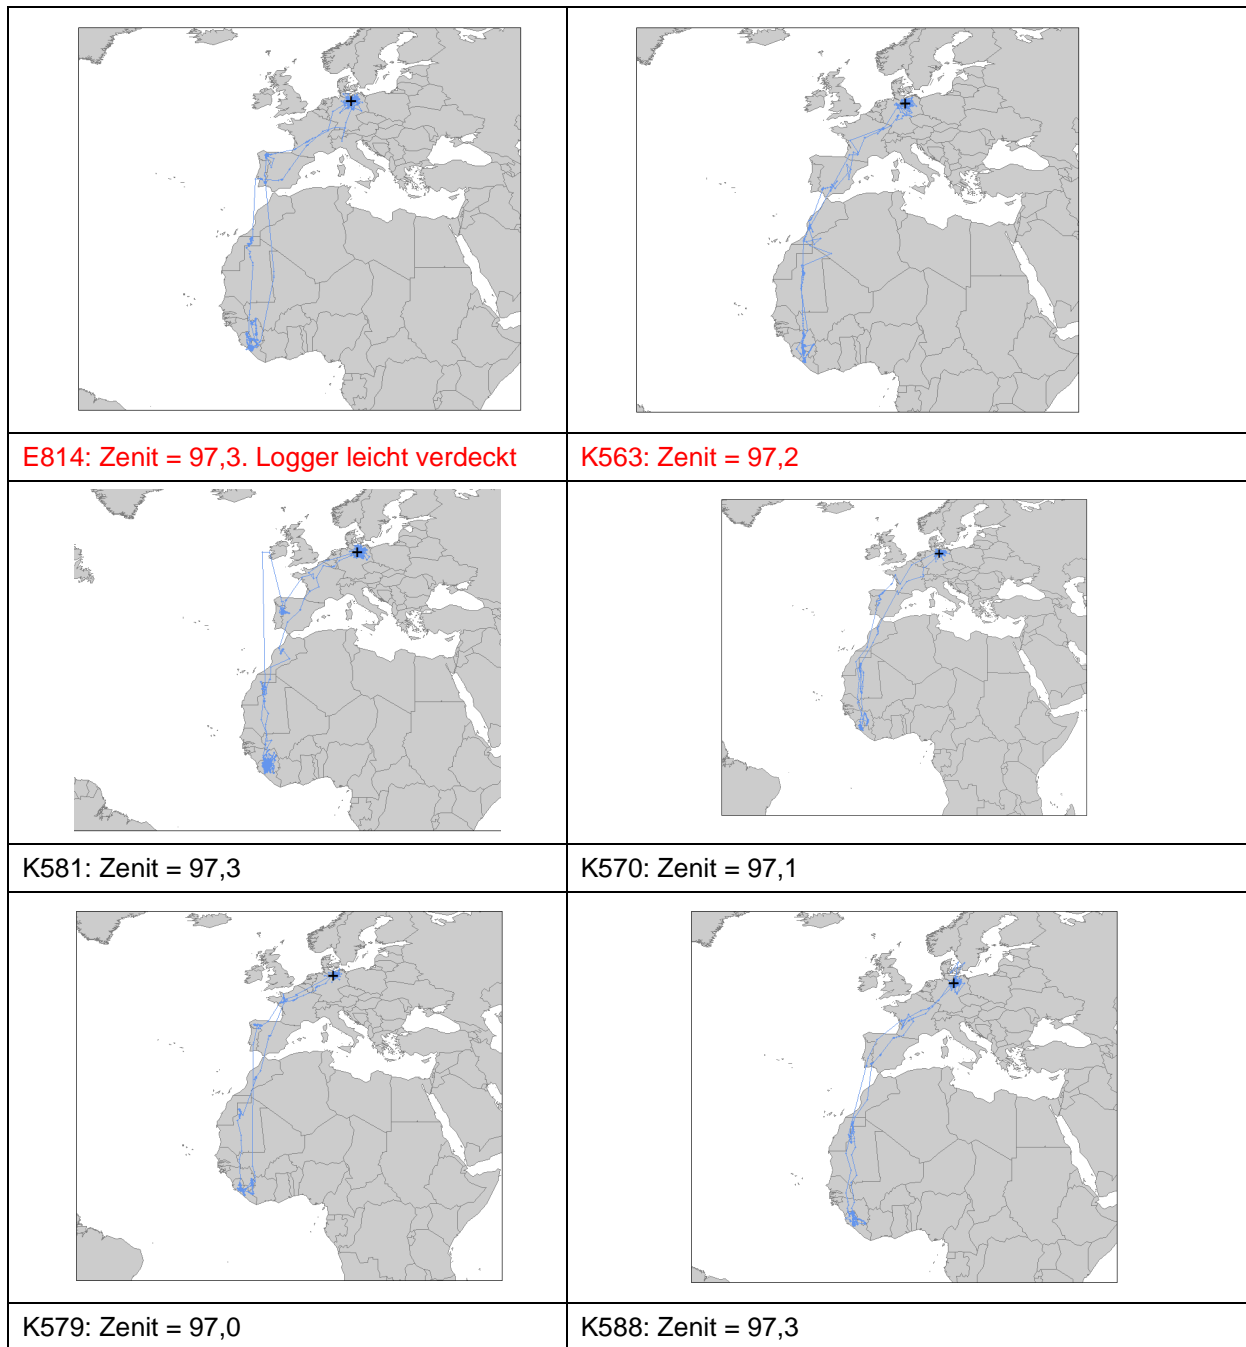 E814: Zenit = 97,3. Logger leicht verdeckt
K563: Zenit = 97,2
K581: Zenit = 97,3
K570: Zenit = 97,1
K579: Zenit = 97,0
K588: Zenit = 97,3